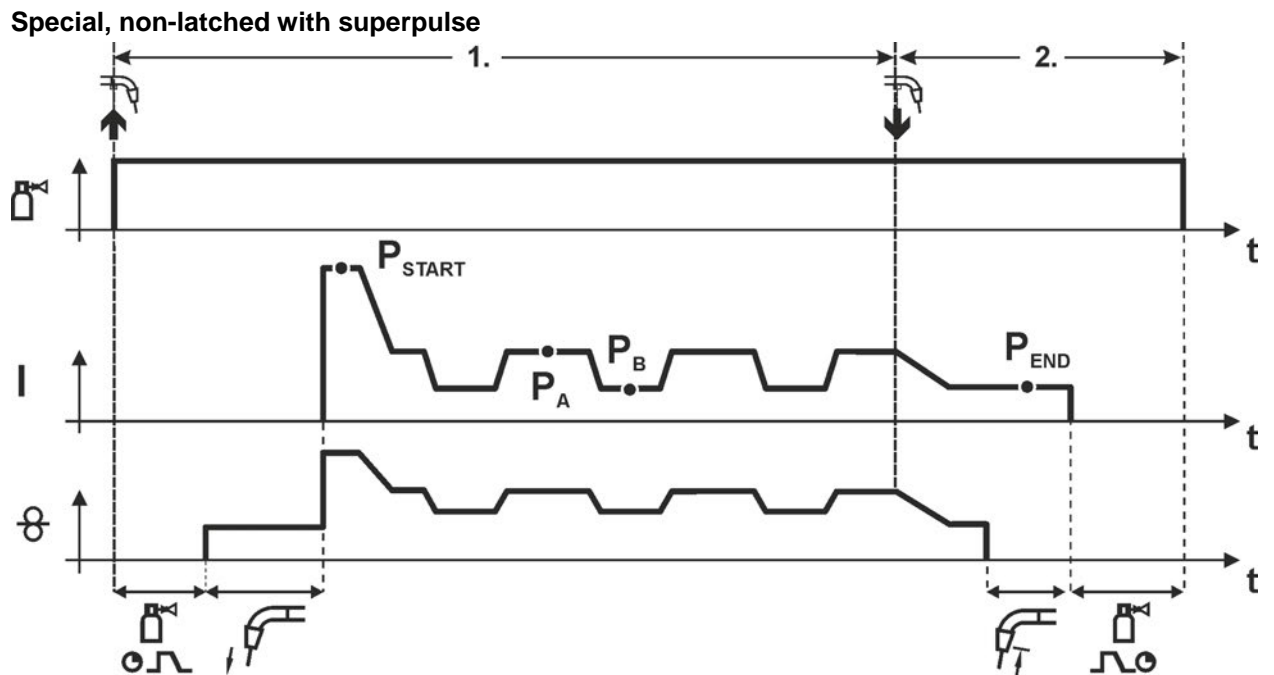 Special, non-latched with superpulse
1. 2.
t
P START
P B
P A
P END
I
t
t